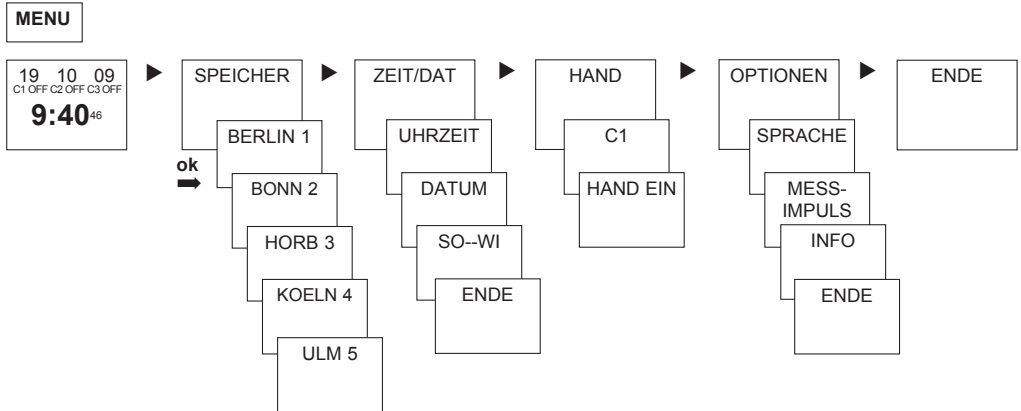 MENU
19 10 09
C1 OFF C2 OFF C3 OFF
9:40 46
SPEICHER
BERLIN 1
ok
BONN 2
HORB 3
KOELN 4
ULM 5
ZEIT/DAT
UHRZEIT
DATUM
SO--WI
ENDE
HAND
C1
HAND EIN
OPTIONEN
SPRACHE
MESS-
IMPULS
INFO
ENDE
ENDE